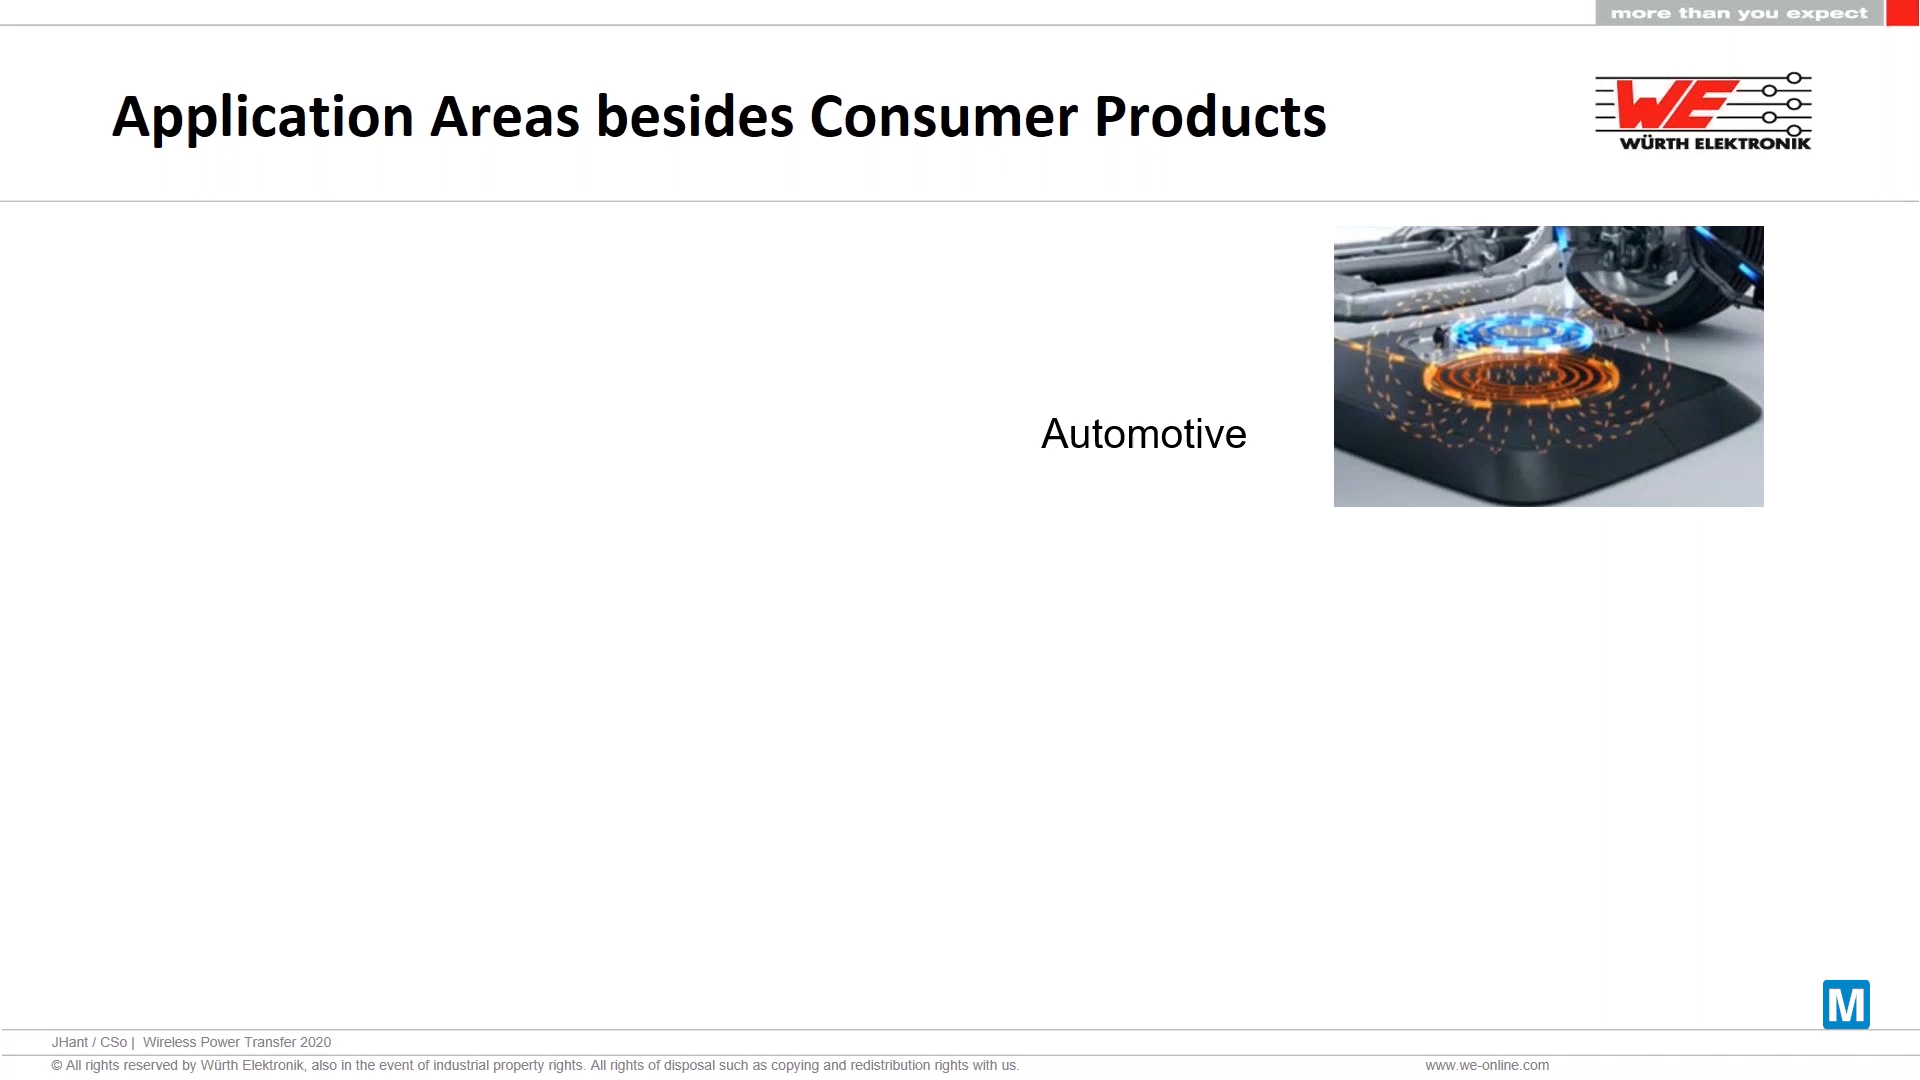 more than you expect
Application Areas besides Consumer Products
WE
WÜRTH ELEKTRONIK
Automotive
M
JHant / CSo | Wireless Power Transfer 2020
© All rights reserved by Würth Elektronik, also in the event of industrial property rights. All rights of disposal such as copying and redistribution rights with us.
www.we-online.com